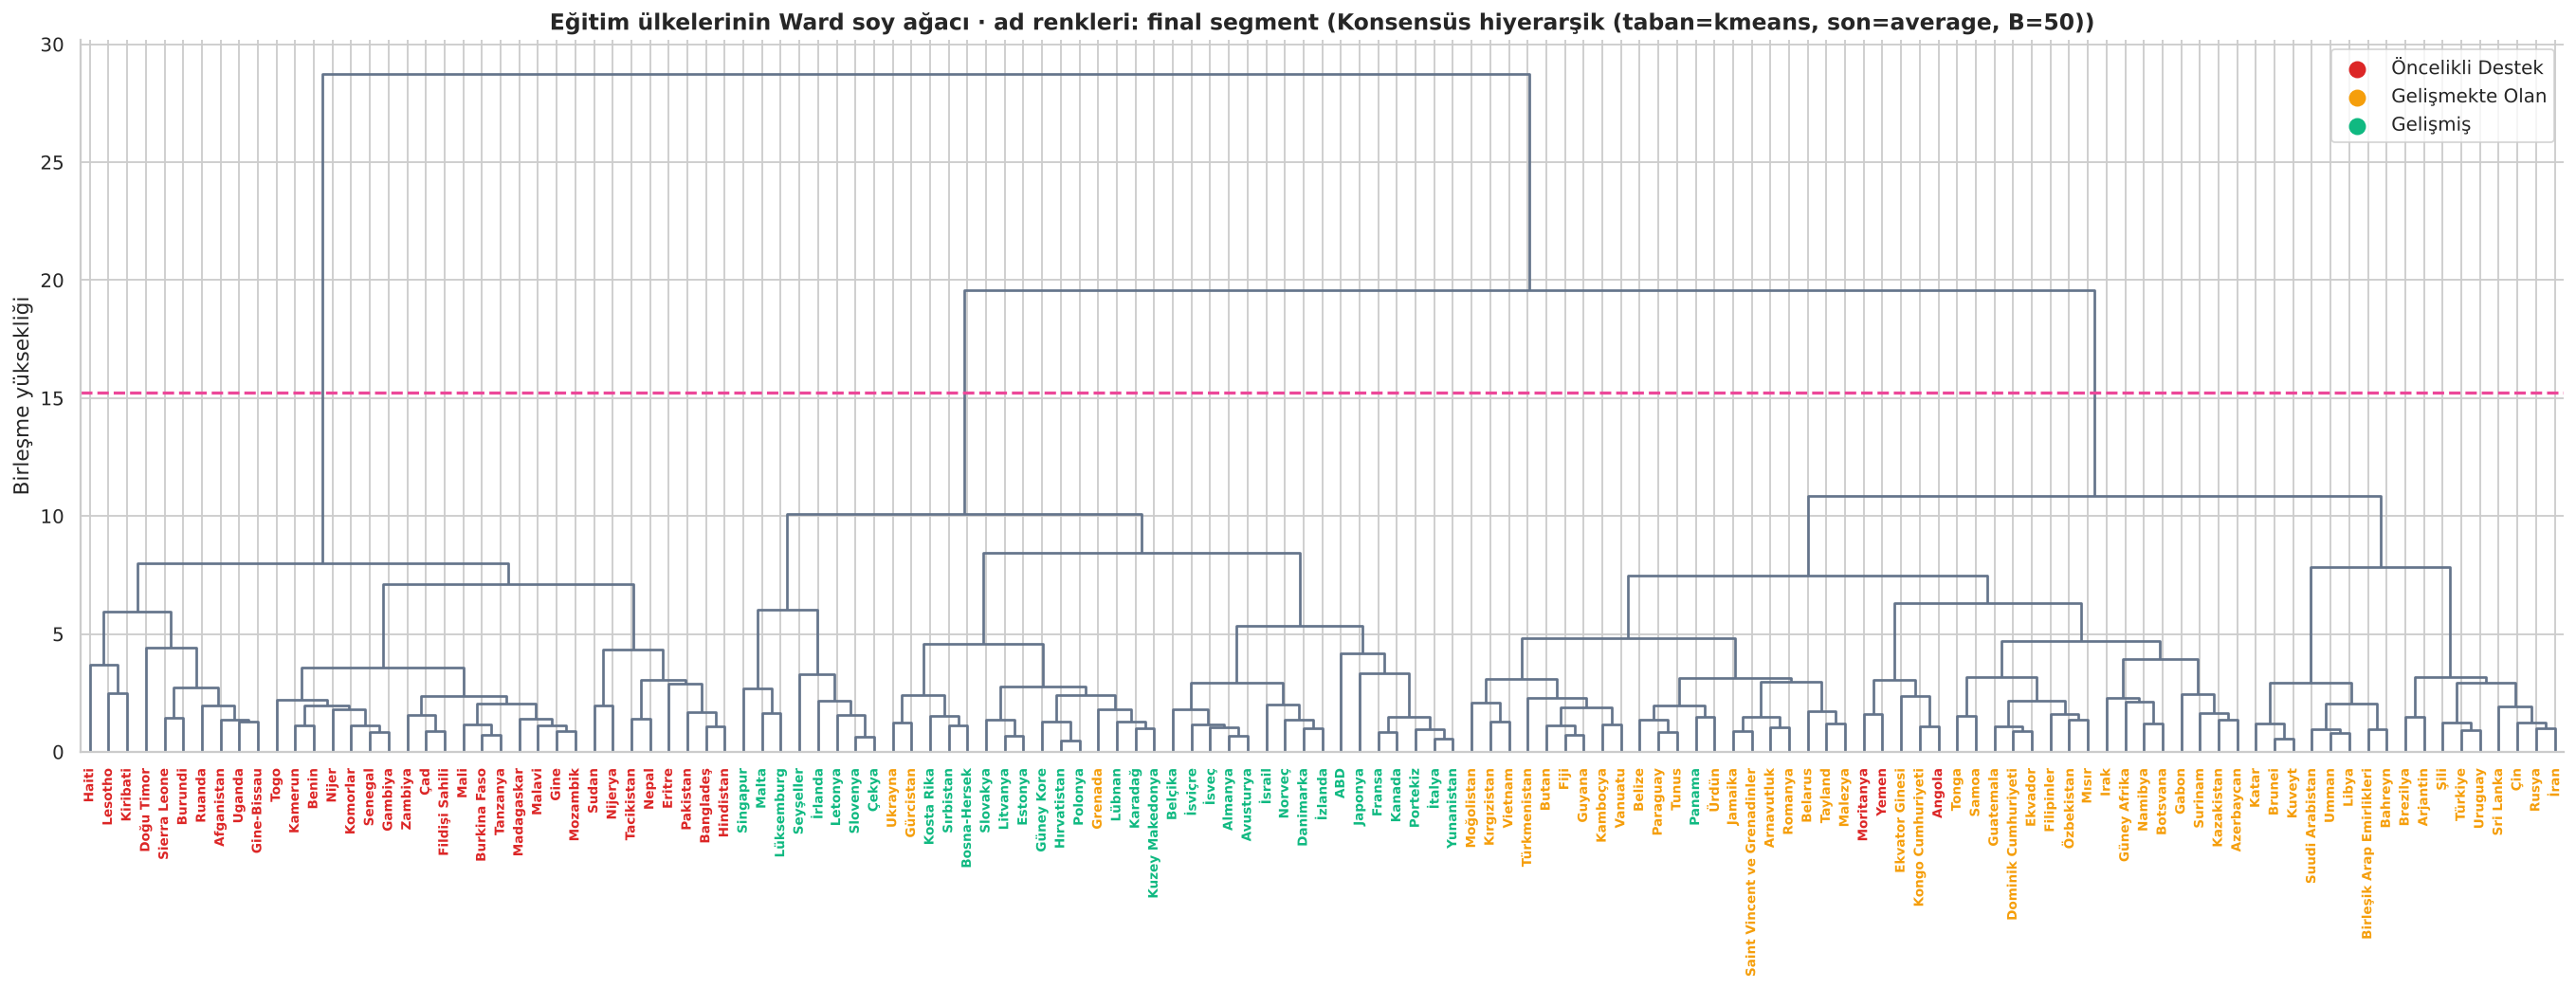 Eğitim ülkelerinin Ward soy ağacı · ad renkleri: final segment (Konsensüs hiyerarşik (taban=kmeans, son=average, B=50))
Öncelikli Destek
Gelişmekte Olan
Gelişmiş
Birleşme yüksekliği
30
25
20
15
10
5
0
Haiti
Lesotho
Kiribati
Doğu Timor
Sierra Leone
Burundi
Ruanda
Afganistan
Uganda
Gine-Bissau
Togo
Kamerun
Benin
Nijer
Komorlar
Senegal
Gambiya
Zambiya
Çad
Fildişi Sahili
Mali
Burkina Faso
Tanzanya
Madagaskar
Malavi
Gine
Mozambik
Sudan
Nijerya
Tacikistan
Nepal
Eritre
Pakistan
Bangladeş
Hindistan
Singapur
Malta
Lüksemburg
Seyşeller
İrlanda
Letonya
Slovenya
Çekya
Ukrayna
Gürcistan
Kosta Rika
Sırbistan
Bosna-Hersek
Slovakya
Litvanya
Estonya
Güney Kore
Hırvatistan
Polonya
Grenada
Lübnan
Karadağ
Kuzey Makedonya
Belçika
İsviçre
İsveç
Almanya
Avusturya
İsrail
Norveç
Danimarka
İzlanda
ABD
Japonya
Fransa
Kanada
Portekiz
İtalya
Yunanistan
Moğolistan
Kırgızistan
Vietnam
Türkmenistan
Butan
Fiji
Guyana
Kamboçya
Vanuatu
Belize
Paraguay
Tunus
Panama
Ürdün
Jamaika
Saint Vincent ve Grenadinler
Arnavutluk
Romanya
Belarus
Tayland
Malezya
Moritanya
Yemen
Ekvator Ginesi
Kongo Cumhuriyeti
Angola
Tonga
Samoa
Guatemala
Dominik Cumhuriyeti
Ekvador
Filipinler
Özbekistan
Mısır
Irak
Güney Afrika
Namibya
Botsvana
Gabon
Surinam
Kazakistan
Azerbaycan
Katar
Brunei
Kuveyt
Suudi Arabistan
Umman
Libya
Birleşik Arap Emirlikleri
Bahreyn
Brezilya
Arjantin
Şili
Türkiye
Uruguay
Sri Lanka
Çin
Rusya
İran